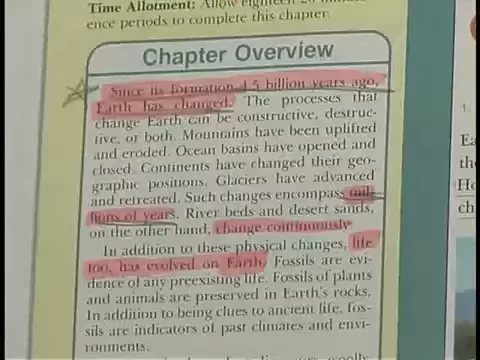 Time Allotment: Allow eighteen
ence periods to complete this chapter.
Chapter Overview
Since its formation 4.5 billion years ago,
Earth has changed. The processes that
change Earth can be constructive, destruc-
tive, or both. Mountains have been uplifted
and eroded. Ocean basins have opened and
closed. Continents have changed their geo-
graphic positions. Glaciers have advanced
and retreated. Such changes encompass mil-
lions of years. River beds and desert sands,
on the other hand, change continuously.
In addition to these physical changes, life
too, has evolved on Earth. Fossils are evi-
dence of any preexisting life. Fossils of plants
and animals are preserved in Earth's rocks.
In addition to being clues to ancient life, fos-
sils are indicators of past climates and envi-
ronments.
1.
Ea
the
Ho
ch